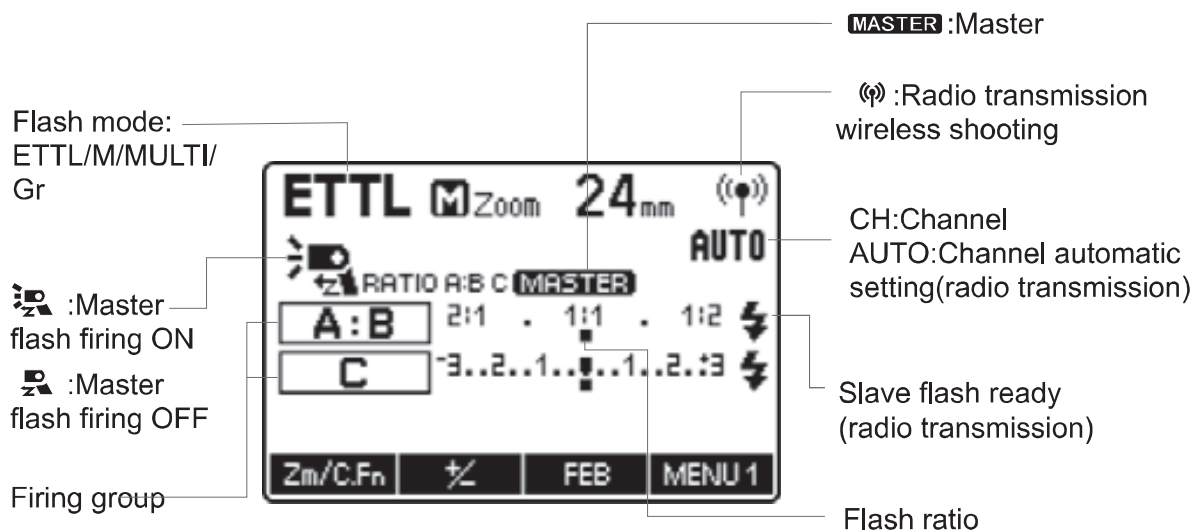 MASTER :Master
:Radio transmission
wireless shooting
Flash mode:
ETTL/M/MULTI/
Gr
ETTL M Zoom 24mm
AUTO
CH:Channel
AUTO:Channel automatic
setting(radio transmission)
RATIO A:B C MASTER
:Master
flash firing ON
A:B 2:1 . 1:1 . 1:2
C -3..2..1..0..1..2..+3
:Master
flash firing OFF
Slave flash ready
(radio transmission)
Zm/C.Fn +/- FEB MENU 1
Firing group
Flash ratio